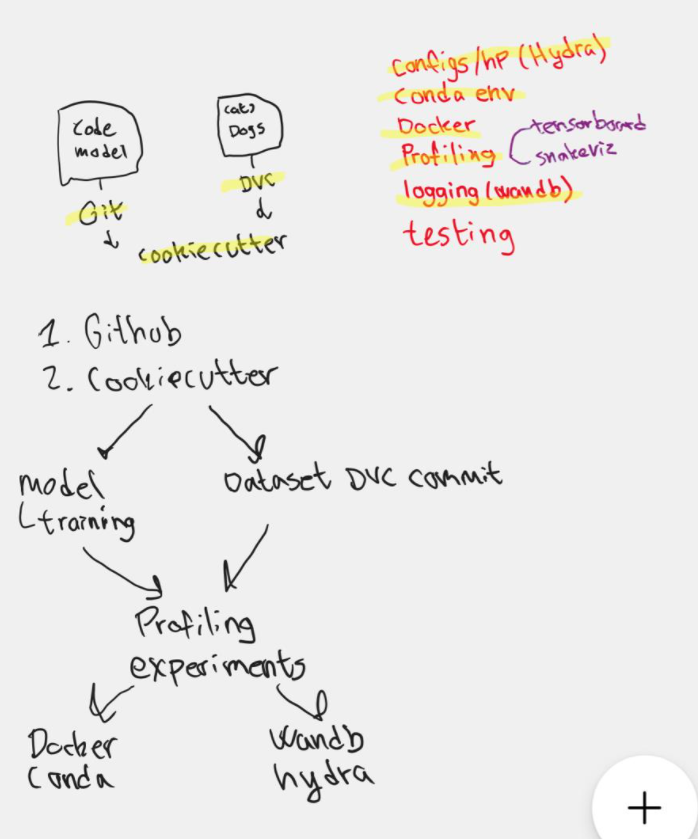 Code
model
Git
cats
Dogs
DVC
cookiecutter
configs/hp (Hydra)
Conda env
Docker
Profiling
tensorboard
snakeviz
logging (wandb)
testing
1. Github
2. Cookiecutter
model
training
Dataset DVC commit
Profiling
experiments
Docker
Conda
Wandb
hydra